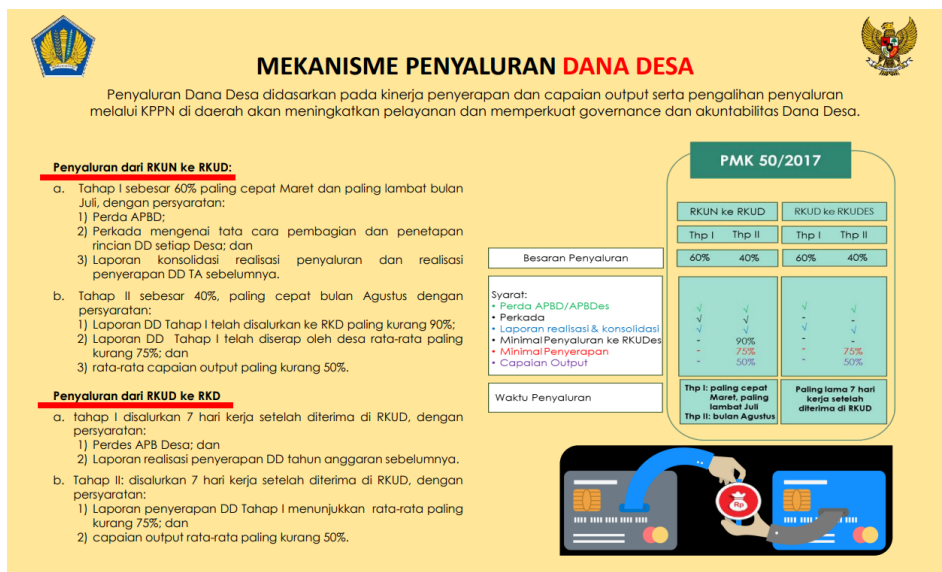 MEKANISME PENYALURAN DANA DESA
Penyaluran Dana Desa didasarkan pada kinerja penyerapan dan capaian output serta pengalihan penyaluran
melalui KPPN di daerah akan meningkatkan pelayanan dan memperkuat governance dan akuntabilitas Dana Desa.
Penyaluran dari RKUN ke RKUD:
a. Tahap I sebesar 60% paling cepat Maret dan paling lambat bulan
Juli, dengan persyaratan:
1) Perda APBD;
2) Perkada mengenai tata cara pembagian dan penetapan
rincian DD setiap Desa; dan
3) Laporan konsolidasi realisasi penyaluran dan realisasi
penyerapan DD TA sebelumnya.
b. Tahap II sebesar 40%, paling cepat bulan Agustus dengan
persyaratan:
1) Laporan DD Tahap I telah disalurkan ke RKD paling kurang 90%;
2) Laporan DD Tahap I telah diserap oleh desa rata-rata paling
kurang 75%; dan
3) rata-rata capaian output paling kurang 50%.
Penyaluran dari RKUD ke RKD
a. tahap I disalurkan 7 hari kerja setelah diterima di RKUD, dengan
persyaratan:
1) Perdes APB Desa; dan
2) Laporan realisasi penyerapan DD tahun anggaran sebelumnya.
b. Tahap II: disalurkan 7 hari kerja setelah diterima di RKUD, dengan
persyaratan:
1) Laporan penyerapan DD Tahap I menunjukkan rata-rata paling
kurang 75%; dan
2) capaian output rata-rata paling kurang 50%.
PMK 50/2017
RKUN ke RKUD RKUD ke RKUDES
Thp I Thp II Thp I Thp II
Besaran Penyaluran 60% 40% 60% 40%
Syarat:
• Perda APBD/APBDes √ √ √ √
• Perkada √ √ - -
• Laporan realisasi & konsolidasi √ √ √ √
• Minimal Penyaluran ke RKUDes - 90% - -
• Minimal Penyerapan - 75% - 75%
• Capaian Output - 50% - 50%
Waktu Penyaluran
Thp I: paling cepat
Maret, paling
lambat Juli
Thp II: bulan Agustus
Paling lama 7 hari
kerja setelah
diterima di RKUD
Rp